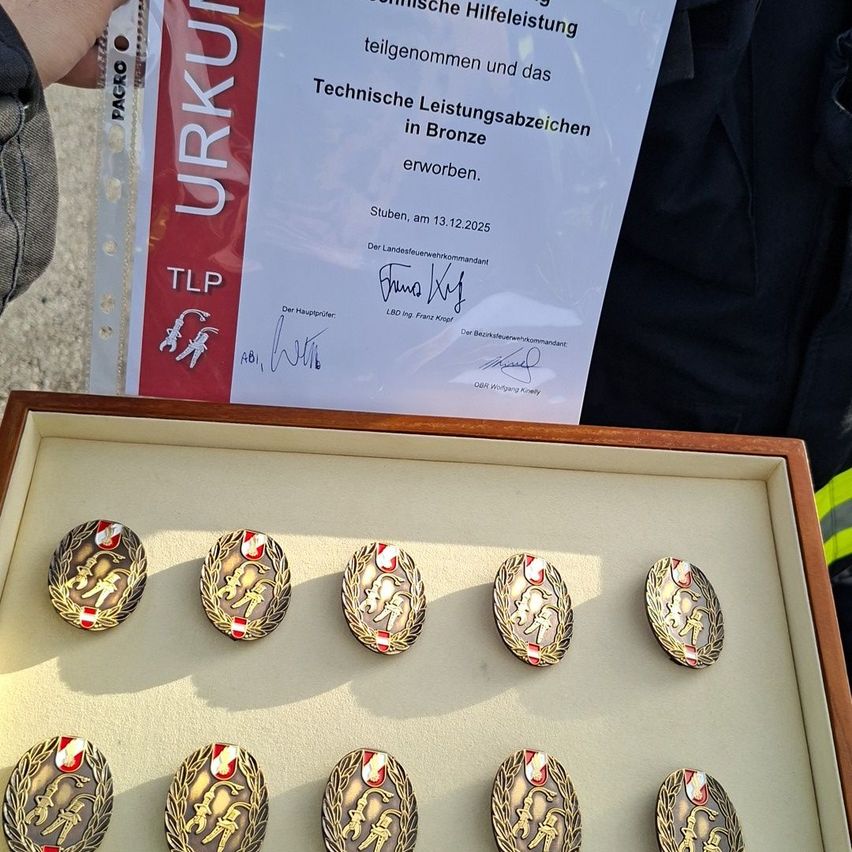 technische Hilfeleistung
teilgenommen und das
Technische Leistungsabzeichen
in Bronze
erworben.
Stuben, am 13.12.2025
Der Landesfeuerwehrkommandant
LBD Ing. Franz Kropf
Der Hauptprüfer:
ABI,
Der Bezirksfeuerwehrkommandant:
OBR Wolfgang Kinelly
URKUN
TLP
PAGRO